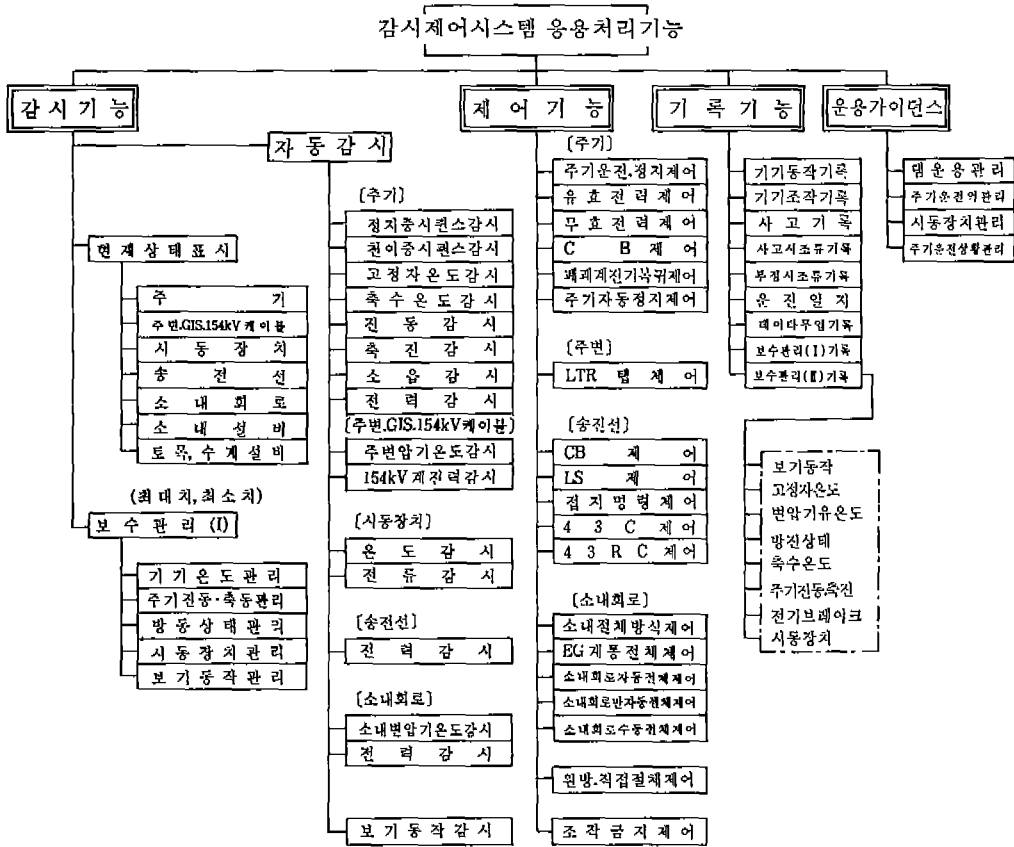 감시제어시스템 응용처리기능
감시기능
현재상태표시
주 기
주변.GIS.154kV케이블
시동장치
송전선
소내회로
소내설비
토목,수계설비
(최대치,최소치)
보수관리(I)
기기온도관리
주기진동·축동관리
방동상태관리
시동장치관리
보기동작관리
자동감시
[주기]
정지중시퀀스감시
천이중시퀀스감시
고정자온도감시
축수온도감시
진동감시
축진감시
소음감시
전력감시
[주변.GIS.154kV케이블]
주변압기온도감시
154kV계전력감시
[시동장치]
온도감시
전류감시
[송전선]
전력감시
[소내회로]
소내변압기온도감시
전력감시
보기동작감시
제어기능
[주기]
주기운전.정지제어
유효전력제어
무효전력제어
C B제어
폐쇄계전기복귀제어
주기자동정지제어
[주변]
LTR 탭제어
[송전선]
CB 제어
LS 제어
접지명령제어
4 3 C 제어
4 3 R C 제어
[소내회로]
소내절체방식제어
EG계통전체제어
소내회로자동전체제어
소내회로반자동전체제어
소내회로수동전체제어
원방.직접절체제어
조작금지제어
기록기능
기기동작기록
기기조작기록
사고기록
사고시조류기록
부정시조류기록
운전일지
데이타무임기록
보수관리(I)기록
보수관리(Ⅱ)기록
보기동작
고정자온도
변압기유온도
방진상태
축수온도
주기진동,축진
전기브레이크
시동장치
운용가이던스
댐운용관리
주기운전역관리
시동장치관리
주기운전상황관리